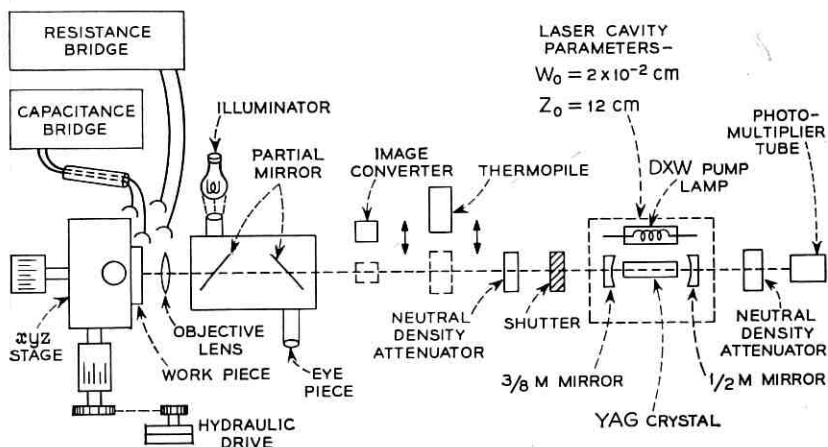 RESISTANCE
BRIDGE
CAPACITANCE
BRIDGE
ILLUMINATOR
PARTIAL
MIRROR
IMAGE
CONVERTER
THERMOPILE
LASER CAVITY
PARAMETERS–
W₀ = 2 x 10⁻² cm
Z₀ = 12 cm
DXW PUMP
LAMP
PHOTO-
MULTIPLIER
TUBE
xyz
STAGE
OBJECTIVE
LENS
WORK PIECE
EYE
PIECE
HYDRAULIC
DRIVE
NEUTRAL
DENSITY
ATTENUATOR
SHUTTER
3/8 M MIRROR
YAG CRYSTAL
1/2 M MIRROR
NEUTRAL
DENSITY
ATTENUATOR